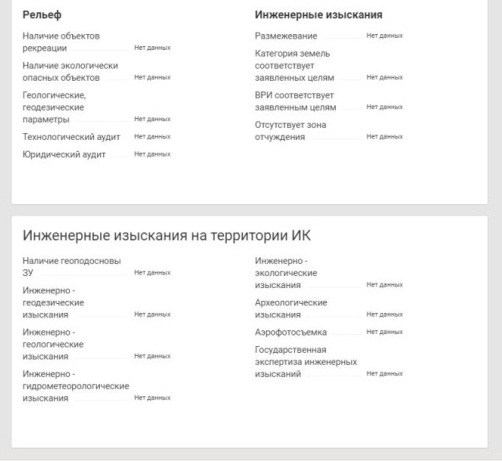 Рельеф
Наличие объектов
рекреации Нет данных
Наличие экологически
опасных объектов Нет данных
Геологические,
геодезические
параметры Нет данных
Технологический аудит Нет данных
Юридический аудит Нет данных
Инженерные изыскания
Размежевание Нет данных
Категория земель
соответствует
заявленных целям Нет данных
ВРИ соответствует
заявленным целям Нет данных
Отсутствует зона
отчуждения Нет данных
Инженерные изыскания на территории ИК
Наличие геоподосновы
ЗУ Нет данных
Инженерно -
геодезические
изыскания Нет данных
Инженерно -
геологические
изыскания Нет данных
Инженерно -
гидрометеорологические
изыскания Нет данных
Инженерно -
экологические
изыскания Нет данных
Археологические
изыскания Нет данных
Аэрофотосъемка Нет данных
Государственная
экспертиза инженерных
изысканий Нет данных